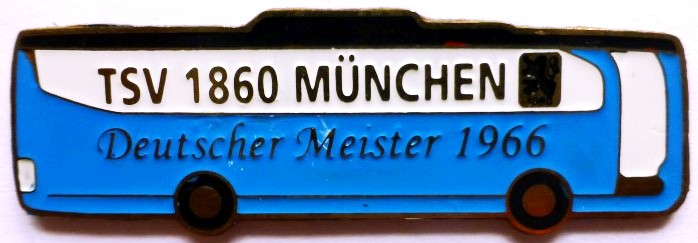 TSV 1860 MÜNCHEN
Deutscher Meister 1966